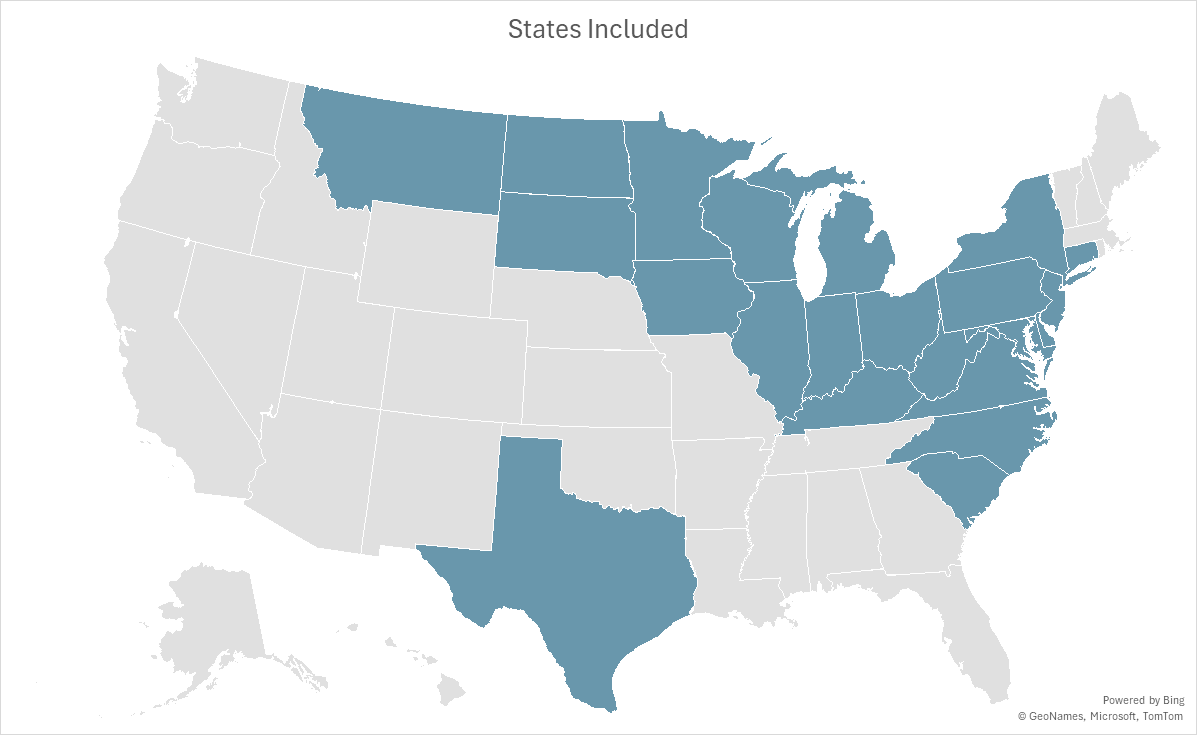 States Included
Powered by Bing
© GeoNames, Microsoft, TomTom